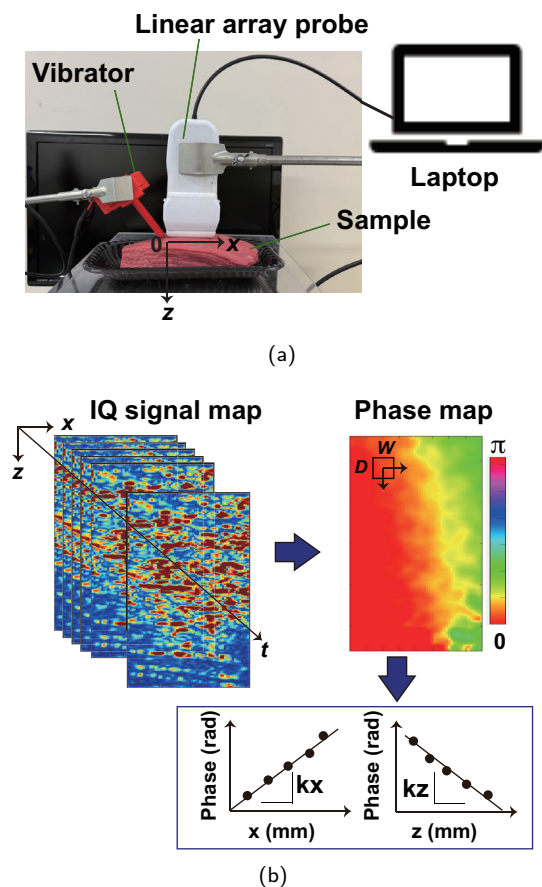 Linear array probe
Vibrator
Laptop
Sample
0
x
z
(a)
IQ signal map
Phase map
x
z
t
W
D
π
0
Phase (rad)
kx
x (mm)
Phase (rad)
kz
z (mm)
(b)